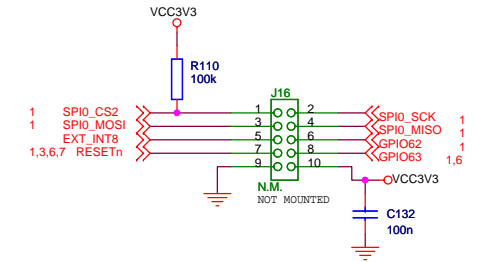 VCC3V3
R110
100k
J16
1 SPI0_CS2 1 2 SPI0_SCK 1
1 SPI0_MOSI 3 4 SPI0_MISO 1
EXT_INT8 5 6 GPIO62 1
1,3,6,7 RESETn 7 8 GPIO63 1,6
9 10
VCC3V3
N.M.
NOT MOUNTED
C132
100n